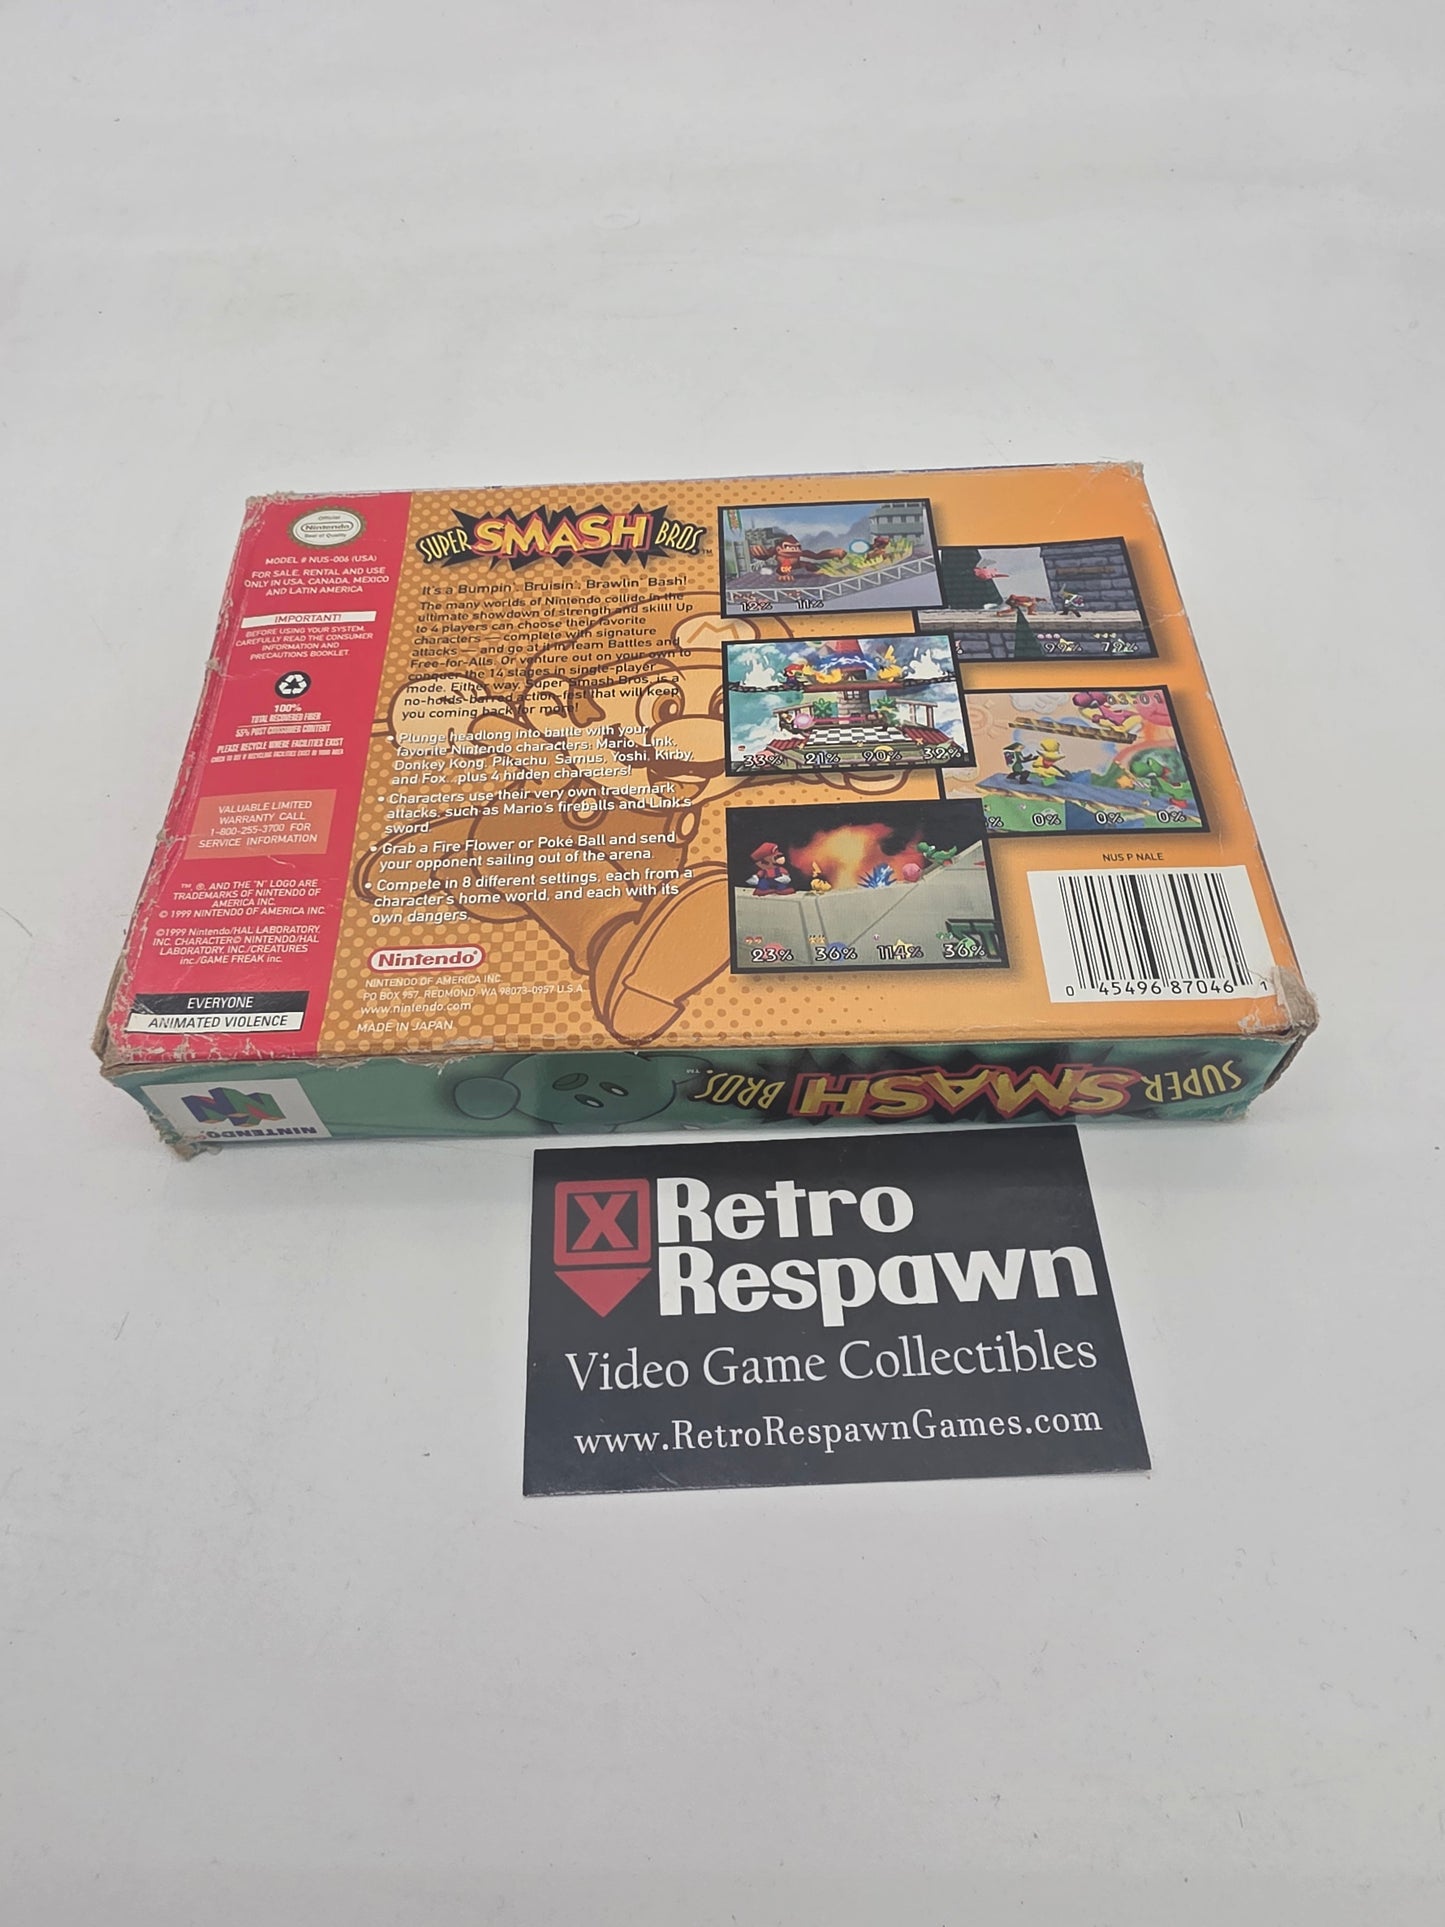 Official
Nintendo
Seal of Quality
MODEL # NUS-006 (USA)
FOR SALE, RENTAL AND USE
ONLY IN USA, CANADA, MEXICO
AND LATIN AMERICA
IMPORTANT!
BEFORE USING YOUR SYSTEM,
CAREFULLY READ THE CONSUMER
INFORMATION AND
PRECAUTIONS BOOKLET.
100%
TOTAL RECOVERED FIBER
55% POST CONSUMER CONTENT
PLEASE RECYCLE WHERE FACILITIES EXIST
CHECK TO SEE IF RECYCLING FACILITIES EXIST IN YOUR AREA
VALUABLE LIMITED
WARRANTY CALL
1-800-255-3700 FOR
SERVICE INFORMATION
™, ®, AND THE "N" LOGO ARE
TRADEMARKS OF NINTENDO OF
AMERICA INC.
© 1999 NINTENDO OF AMERICA INC.
©1999 Nintendo/HAL LABORATORY,
INC. CHARACTER© NINTENDO/HAL
LABORATORY, INC./CREATURES
inc./GAME FREAK inc.
EVERYONE
ANIMATED VIOLENCE
SUPER SMASH BROS.™
It's a Bumpin', Bruisin', Brawlin' Bash!
The many worlds of Nintendo collide in the
ultimate showdown of strength and skill! Up
to 4 players can choose their favorite
characters — complete with signature
attacks — and go at it in Team Battles and
Free-for-Alls. Or venture out on your own to
conquer the 14 stages in single-player
mode. Either way, Super Smash Bros. is a
no-holds-barred action-fest that will keep
you coming back for more!
• Plunge headlong into battle with your
favorite Nintendo characters: Mario, Link,
Donkey Kong, Pikachu, Samus, Yoshi, Kirby,
and Fox...plus 4 hidden characters!
• Characters use their very own trademark
attacks, such as Mario's fireballs and Link's
sword.
• Grab a Fire Flower or Poké Ball and send
your opponent sailing out of the arena.
• Compete in 8 different settings, each from a
character's home world, and each with its
own dangers.
Nintendo®
NINTENDO OF AMERICA INC.
PO BOX 957, REDMOND, WA 98073-0957 U.S.A.
www.nintendo.com
MADE IN JAPAN
12% 11%
99% 79%
33% 21% 90% 39%
% 0% 0% 0%
23% 36% 114% 36%
NUS P NALE
0 45496 87046 1
NINTENDO
SUPER SMASH BROS.™
X Retro
Respawn
Video Game Collectibles
www.RetroRespawnGames.com